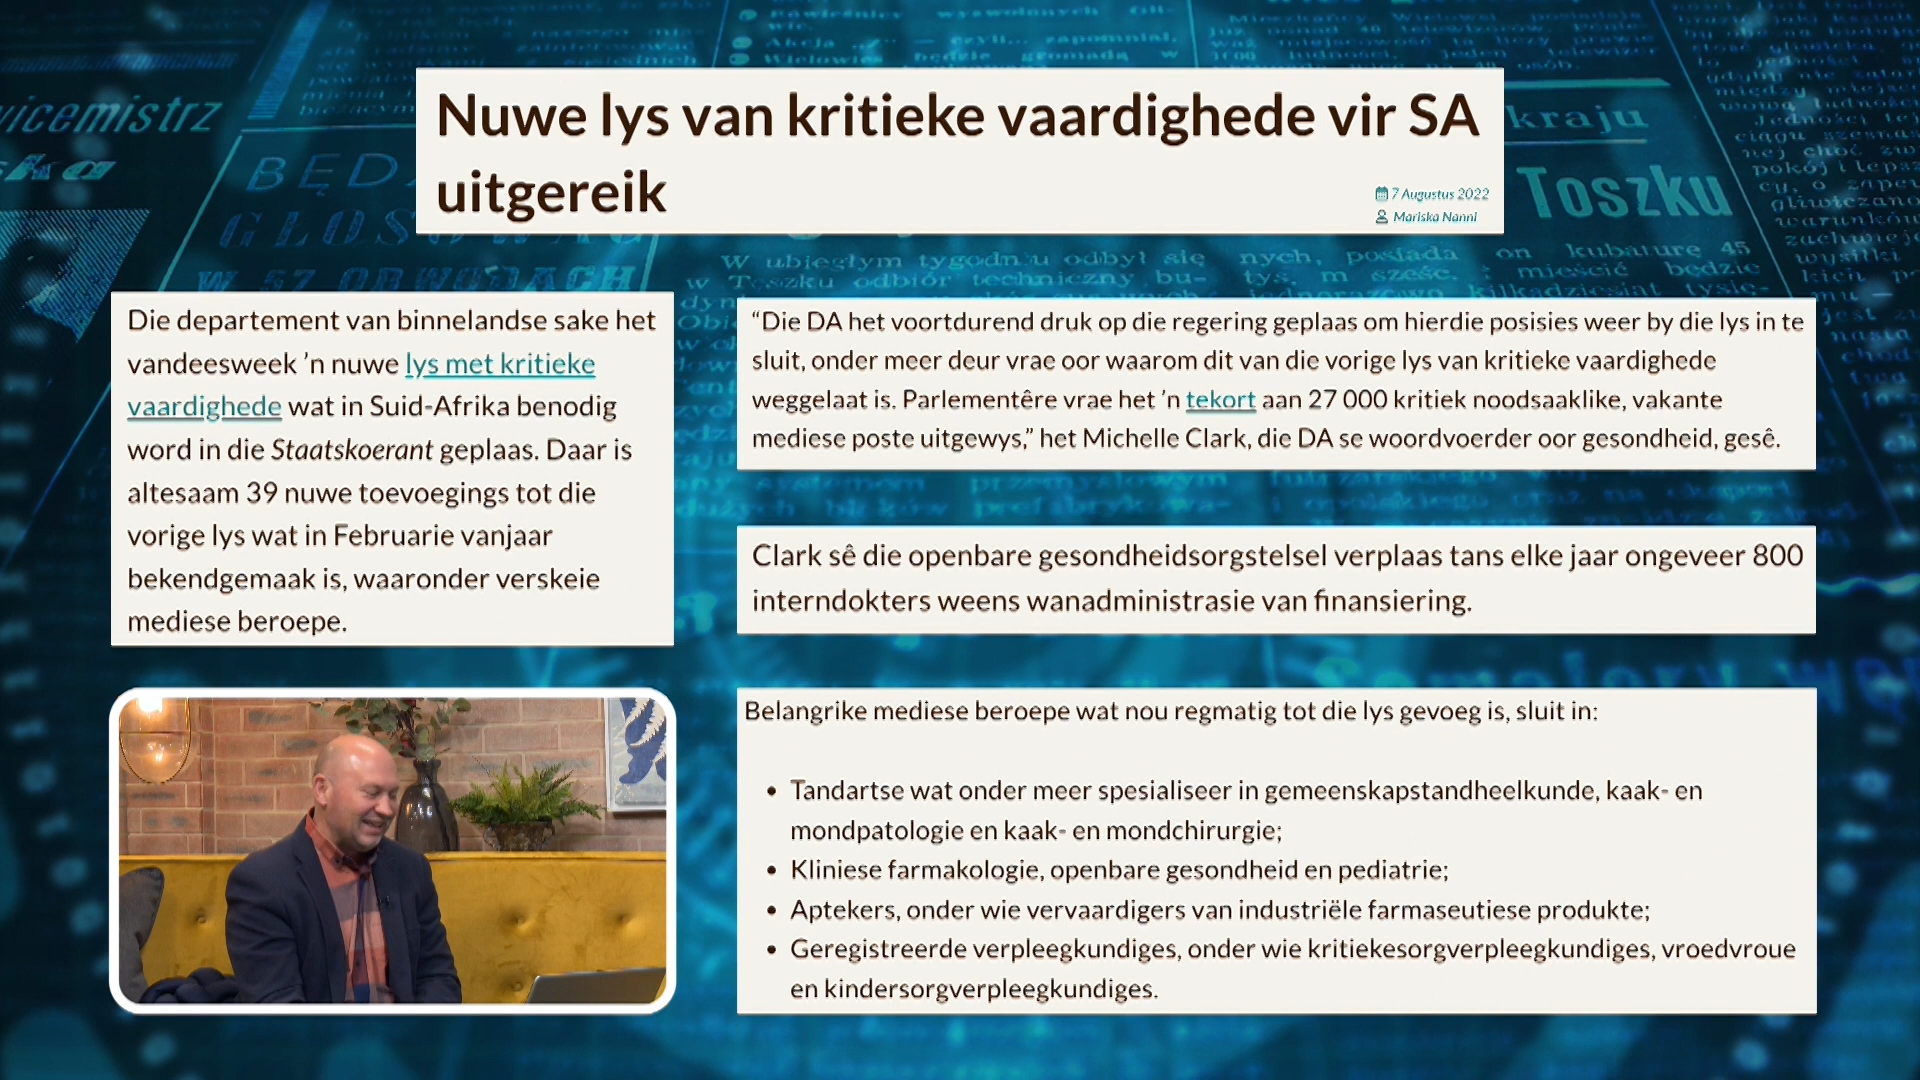 Nuwe lys van kritieke vaardighede vir SA
uitgereik
7 Augustus 2022
Mariska Nanni
Die departement van binnelandse sake het
vandeesweek ’n nuwe lys met kritieke
vaardighede wat in Suid-Afrika benodig
word in die Staatskoerant geplaas. Daar is
altesaam 39 nuwe toevoegings tot die
vorige lys wat in Februarie vanjaar
bekendgemaak is, waaronder verskeie
mediese beroepe.
“Die DA het voortdurend druk op die regering geplaas om hierdie posisies weer by die lys in te
sluit, onder meer deur vrae oor waarom dit van die vorige lys van kritieke vaardighede
weggelaat is. Parlementêre vrae het ’n tekort aan 27 000 kritiek noodsaaklike, vakante
mediese poste uitgewys,” het Michelle Clark, die DA se woordvoerder oor gesondheid, gesê.
Clark sê die openbare gesondheidsorgstelsel verplaas tans elke jaar ongeveer 800
interndokters weens wanadministrasie van finansiering.
Belangrike mediese beroepe wat nou regmatig tot die lys gevoeg is, sluit in:
• Tandartse wat onder meer spesialiseer in gemeenskapstandheelkunde, kaak- en
mondpatologie en kaak- en mondchirurgie;
• Kliniese farmakologie, openbare gesondheid en pediatrie;
• Aptekers, onder wie vervaardigers van industriële farmaseutiese produkte;
• Geregistreerde verpleegkundiges, onder wie kritiekesorgverpleegkundiges, vroedvroue
en kindersorgverpleegkundiges.
vicemistrz
kraju
Toszku